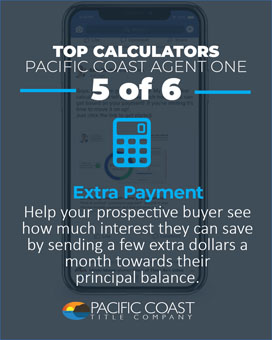 TOP CALCULATORS
PACIFIC COAST AGENT ONE
5 of 6
Extra Payment
Help your prospective buyer see
how much interest they can save
by sending a few extra dollars a
month towards their
principal balance.
PACIFIC COAST
TITLE COMPANY